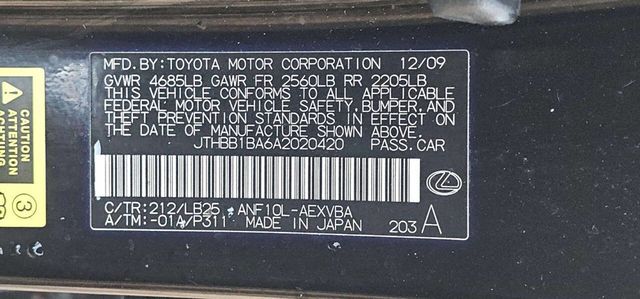 MFD.BY:TOYOTA MOTOR CORPORATION 12/09
GVWR 4685LB GAWR FR 2560LB RR 2205LB
THIS VEHICLE CONFORMS TO ALL APPLICABLE
FEDERAL MOTOR VEHICLE SAFETY,BUMPER,AND
THEFT PREVENTION STANDARDS IN EFFECT ON
THE DATE OF MANUFACTURE SHOWN ABOVE.
JTHBB1BA6A2020420 PASS.CAR
C/TR:212/LB25 ANF10L-AEXVBA
A/TM:-01A/P311 MADE IN JAPAN 203 A
CAUTION
ATTENTION
3